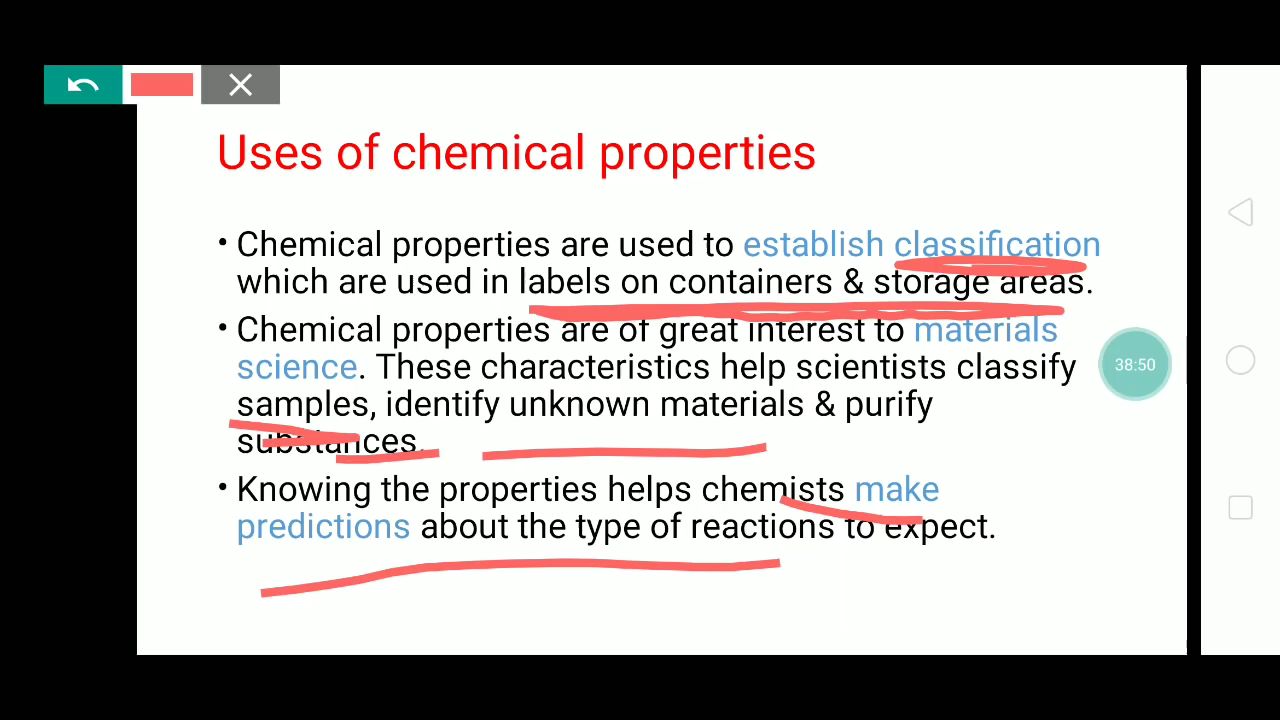 Uses of chemical properties
• Chemical properties are used to establish classification
which are used in labels on containers & storage areas.
• Chemical properties are of great interest to materials
science. These characteristics help scientists classify
samples, identify unknown materials & purify
substances.
• Knowing the properties helps chemists make
predictions about the type of reactions to expect.
38:50